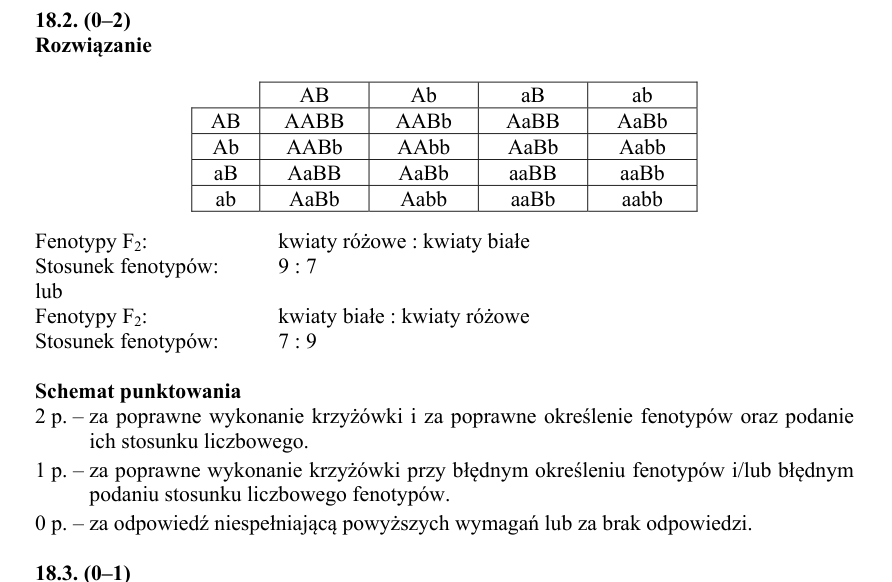 18.2. (0–2)
Rozwiązanie
AB Ab aB ab
AB AABB AABb AaBB AaBb
Ab AABb AAbb AaBb Aabb
aB AaBB AaBb aaBB aaBb
ab AaBb Aabb aaBb aabb
Fenotypy F₂: kwiaty różowe : kwiaty białe
Stosunek fenotypów: 9 : 7
lub
Fenotypy F₂: kwiaty białe : kwiaty różowe
Stosunek fenotypów: 7 : 9
Schemat punktowania
2 p. – za poprawne wykonanie krzyżówki i za poprawne określenie fenotypów oraz podanie
ich stosunku liczbowego.
1 p. – za poprawne wykonanie krzyżówki przy błędnym określeniu fenotypów i/lub błędnym
podaniu stosunku liczbowego fenotypów.
0 p. – za odpowiedź niespełniającą powyższych wymagań lub za brak odpowiedzi.
18.3. (0–1)